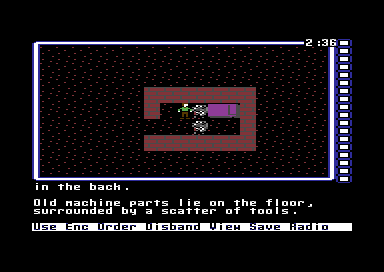 2:36
in the back.
Old machine parts lie on the floor,
surrounded by a scatter of tools.
Use Enc Order Disband View Save Radio